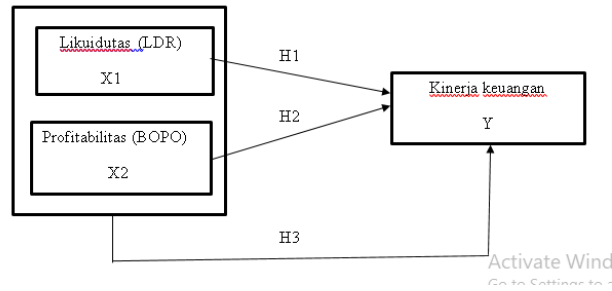 Likuidutas (LDR)
X1
H1
Kinerja keuangan
Y
H2
Profitabilitas (BOPO)
X2
H3
Activate Wind
Go to Settings to a